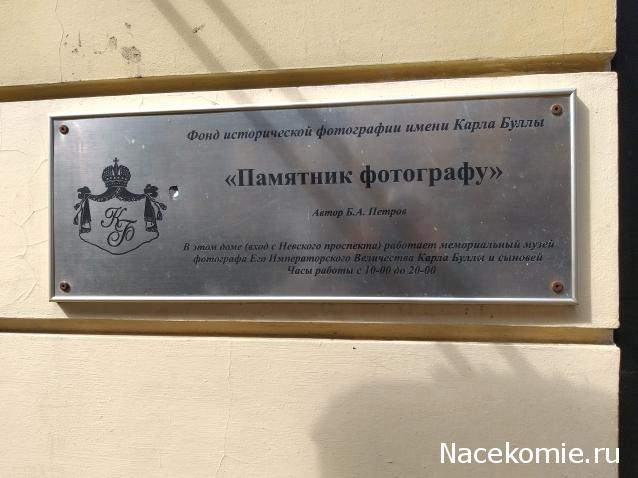 Фонд исторической фотографии имени Карла Буллы
«Памятник фотографу»
Автор Б.А. Петров
КБ
В этом доме (вход с Невского проспекта) работает мемориальный музей
фотографа Его Императорского Величества Карла Буллы и сыновей
Часы работы с 10-00 до 20-00
Nacekomie.ru